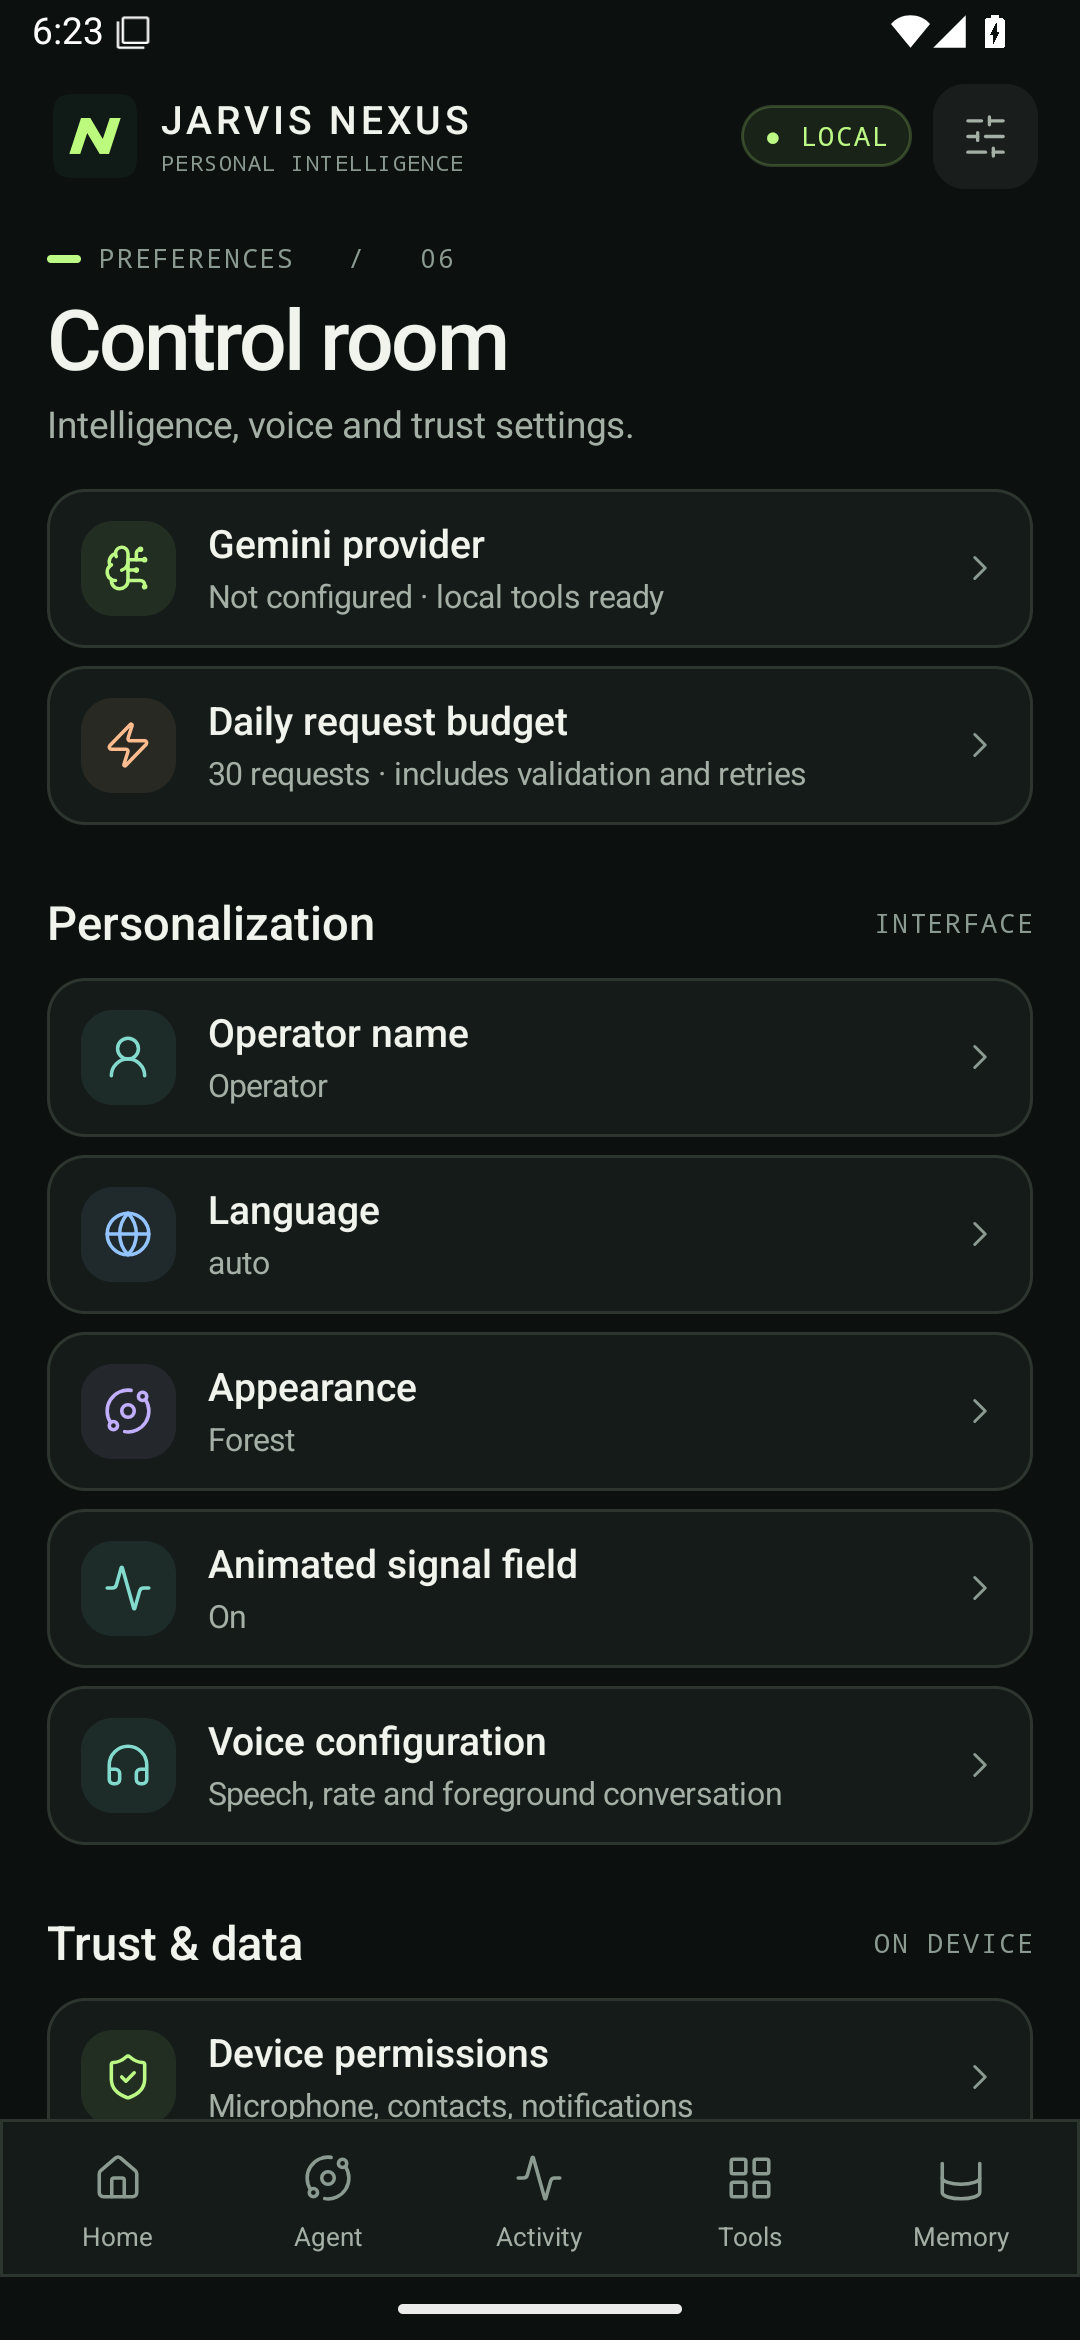 6:23
JARVIS NEXUS
PERSONAL INTELLIGENCE
LOCAL
PREFERENCES / 06
Control room
Intelligence, voice and trust settings.
Gemini provider
Not configured · local tools ready
Daily request budget
30 requests · includes validation and retries
Personalization
INTERFACE
Operator name
Operator
Language
auto
Appearance
Forest
Animated signal field
On
Voice configuration
Speech, rate and foreground conversation
Trust & data
ON DEVICE
Device permissions
Microphone, contacts, notifications
Home
Agent
Activity
Tools
Memory